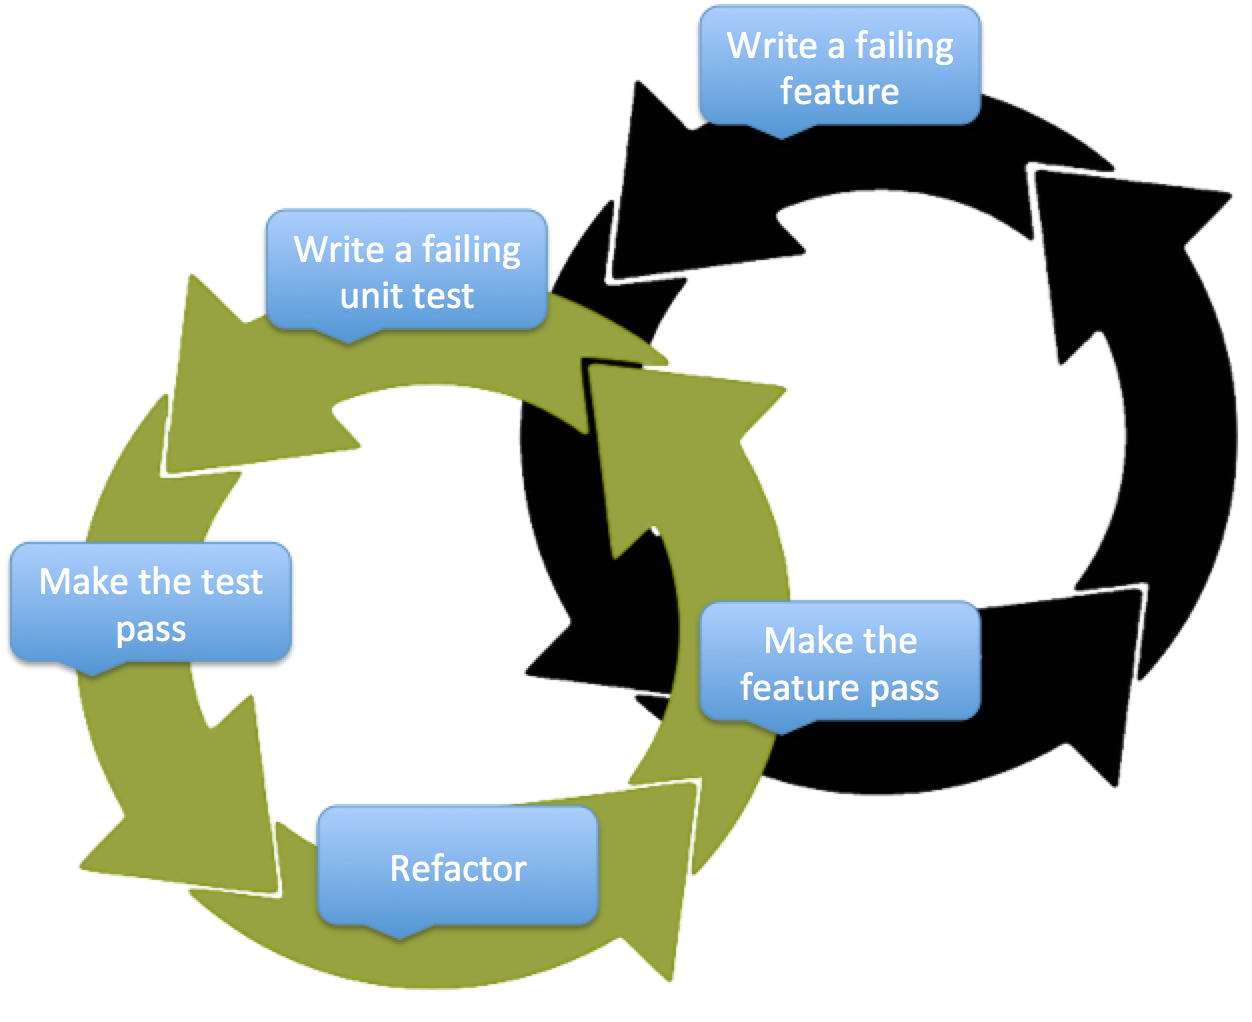 Write a failing
feature
Write a failing
unit test
Make the test
pass
Make the
feature pass
Refactor